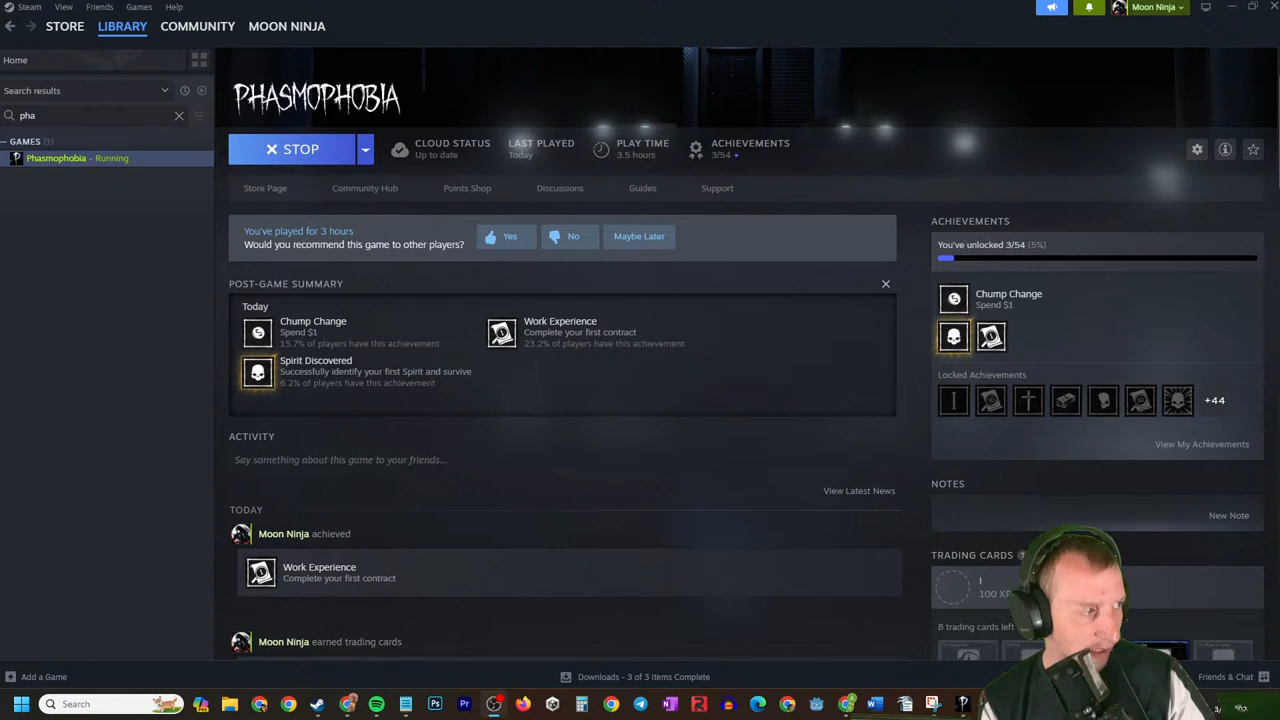 Steam View Friends Games Help
Moon Ninja
STORE LIBRARY COMMUNITY MOON NINJA
Home
Search results
pha
GAMES (1)
Phasmophobia - Running
PHASMOPHOBIA
STOP
CLOUD STATUS
Up to date
LAST PLAYED
Today
PLAY TIME
3.5 hours
ACHIEVEMENTS
3/54
Store Page Community Hub Points Shop Discussions Guides Support
You've played for 3 hours
Would you recommend this game to other players?
Yes No Maybe Later
POST-GAME SUMMARY
Today
Chump Change
Spend $1
15.7% of players have this achievement
Work Experience
Complete your first contract
23.2% of players have this achievement
Spirit Discovered
Successfully identify your first Spirit and survive
6.2% of players have this achievement
ACTIVITY
Say something about this game to your friends...
View Latest News
TODAY
Moon Ninja achieved
Work Experience
Complete your first contract
Moon Ninja earned trading cards
ACHIEVEMENTS
You've unlocked 3/54 (5%)
Chump Change
Spend $1
Locked Achievements
+44
View My Achievements
NOTES
New Note
TRADING CARDS
100 XP
8 trading cards left
Add a Game
Downloads - 3 of 3 Items Complete
Friends & Chat
Search